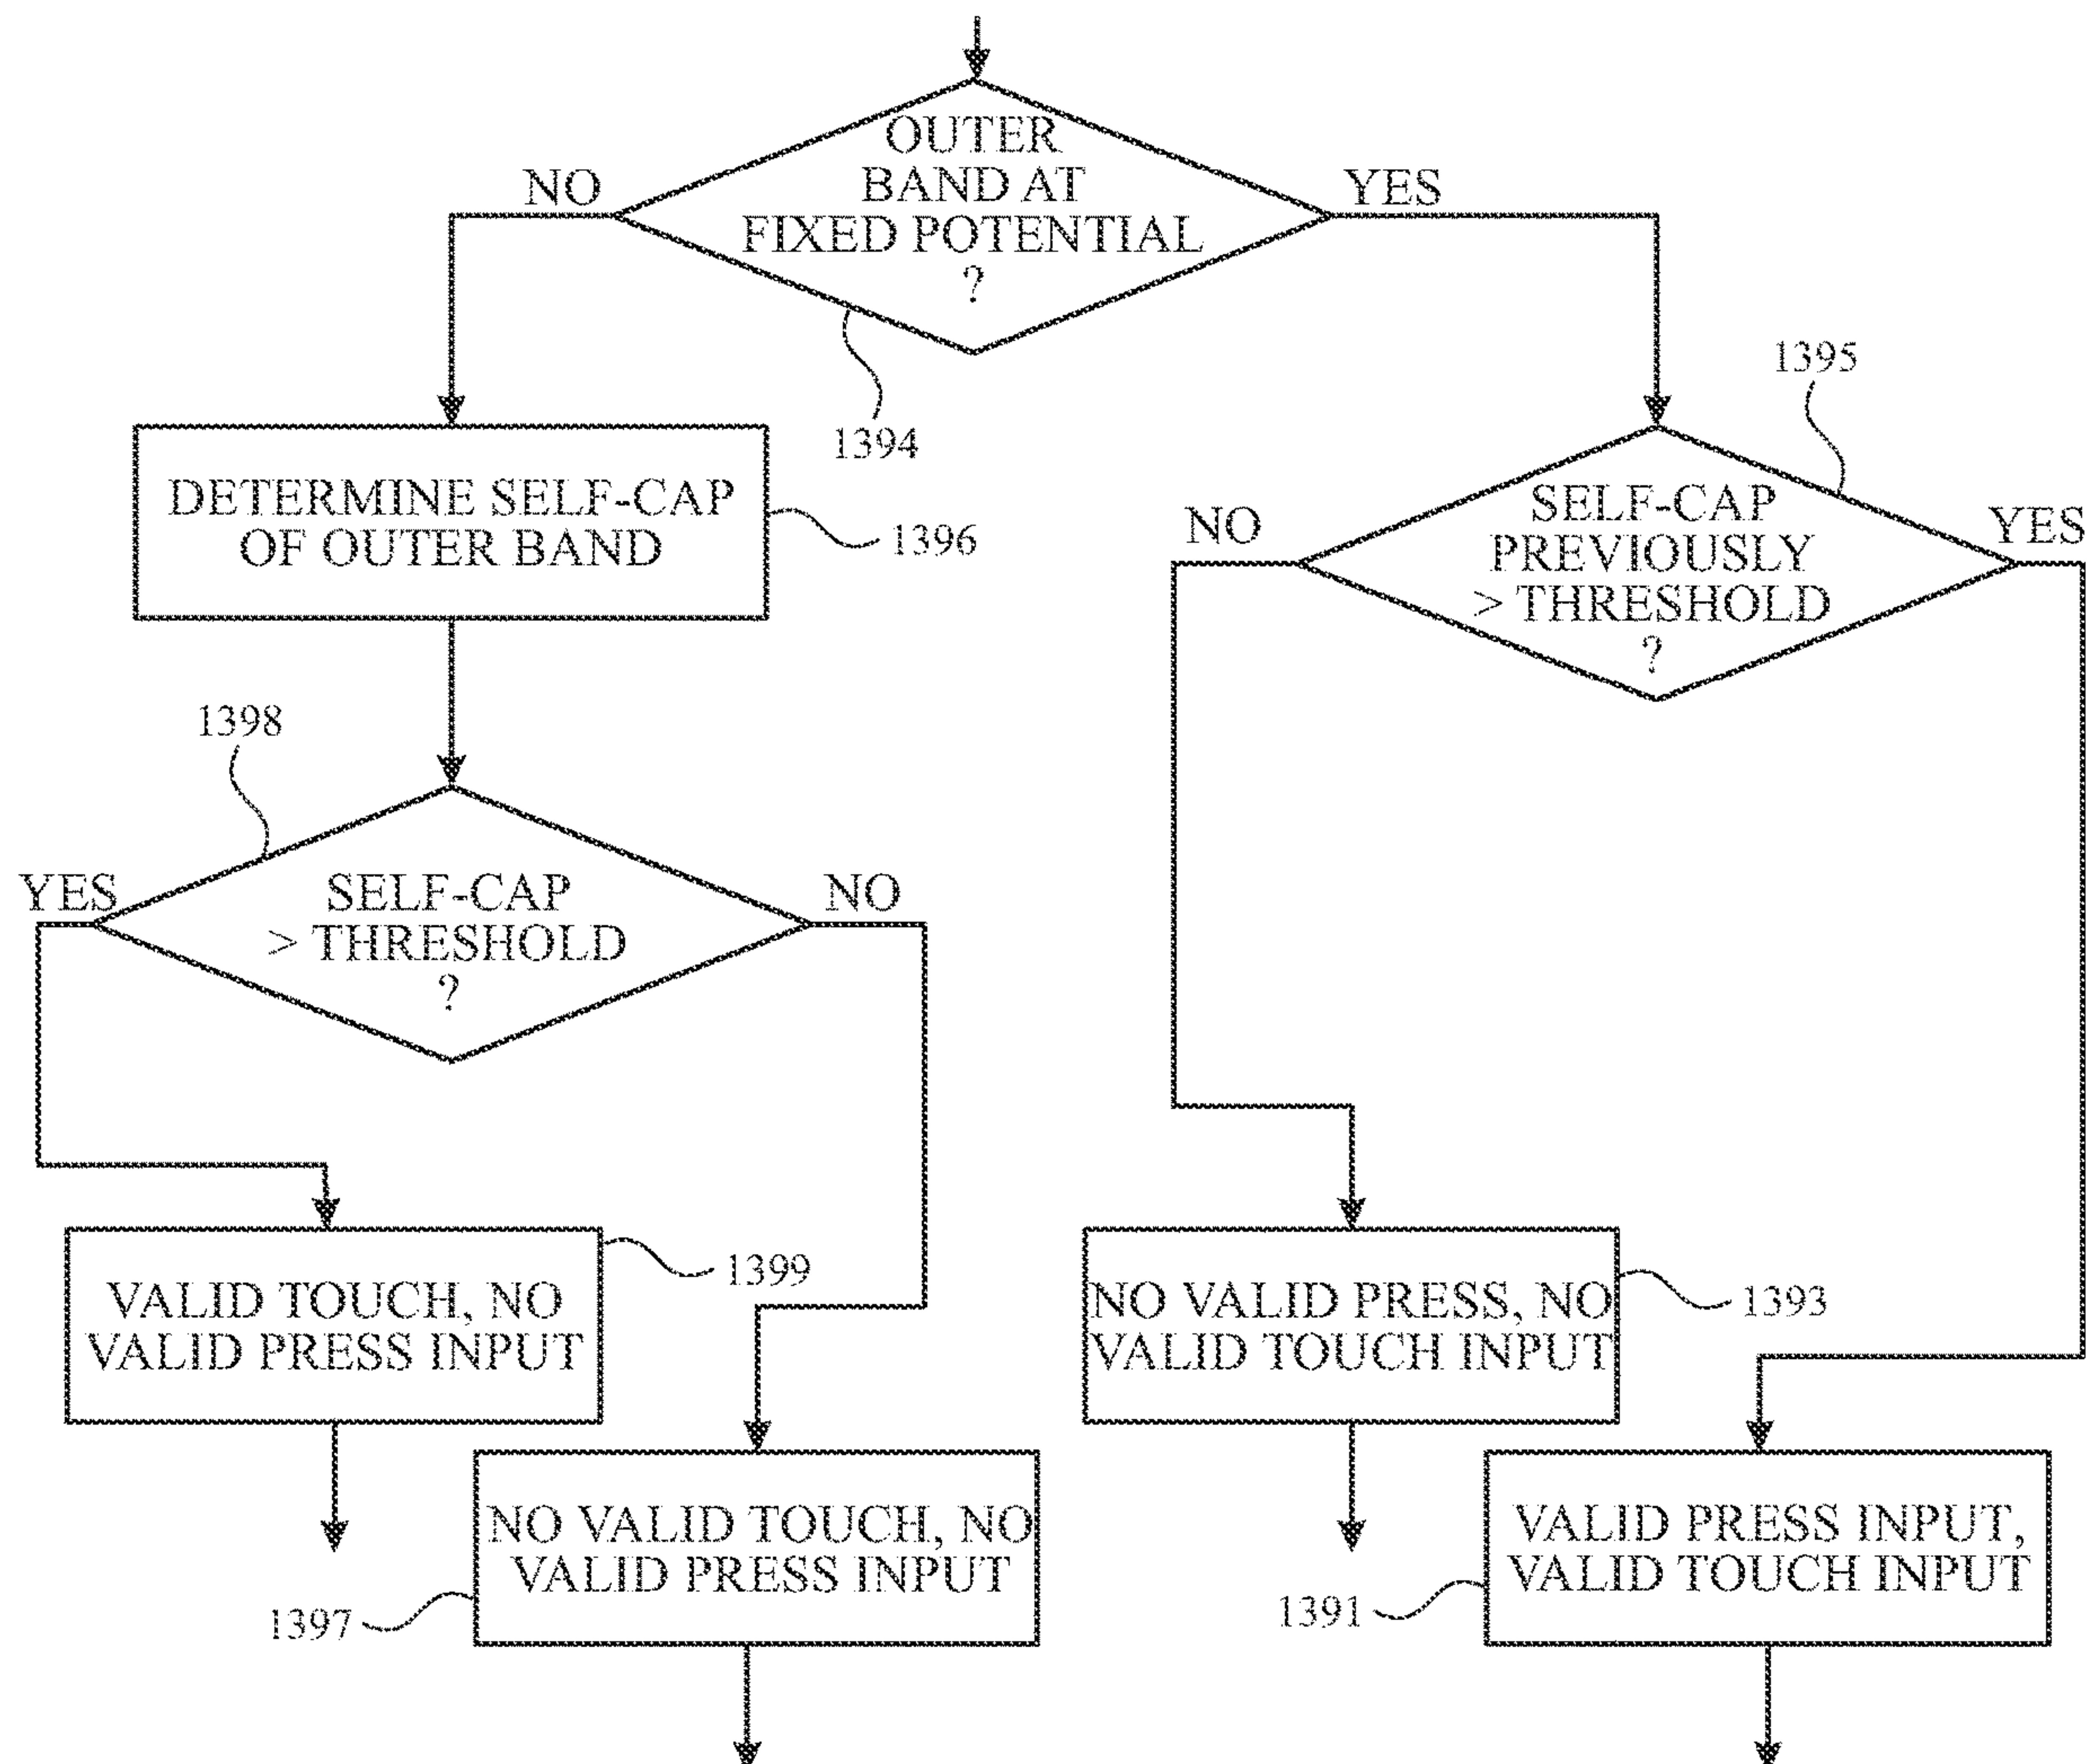 OUTER
BAND AT
FIXED POTENTIAL
?
NO
YES
1394
1395
DETERMINE SELF-CAP
OF OUTER BAND
1396
SELF-CAP
PREVIOUSLY
> THRESHOLD
?
NO
YES
1398
SELF-CAP
> THRESHOLD
?
YES
NO
VALID TOUCH, NO
VALID PRESS INPUT
1399
NO VALID PRESS, NO
VALID TOUCH INPUT
1393
NO VALID TOUCH, NO
VALID PRESS INPUT
1397
VALID PRESS INPUT,
VALID TOUCH INPUT
1391